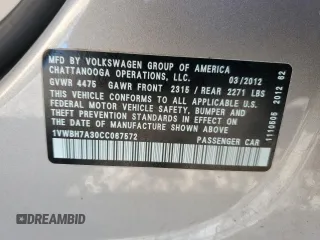 MFD. BY VOLKSWAGEN GROUP OF AMERICA
CHATTANOOGA OPERATIONS, LLC. 03/2012
GVWR 4475 GAWR FRONT 2315 / REAR 2271 LBS
THIS VEHICLE CONFORMS TO ALL APPLICABLE
FEDERAL MOTOR VEHICLE SAFETY, BUMPER, AND
THEFT PREVENTION STANDARDS IN EFFECT ON THE
DATE OF MANUFACTURE SHOWN ABOVE.
1VWBH7A30CC067572 PASSENGER CAR
1110506 2012 62
DREAMBID